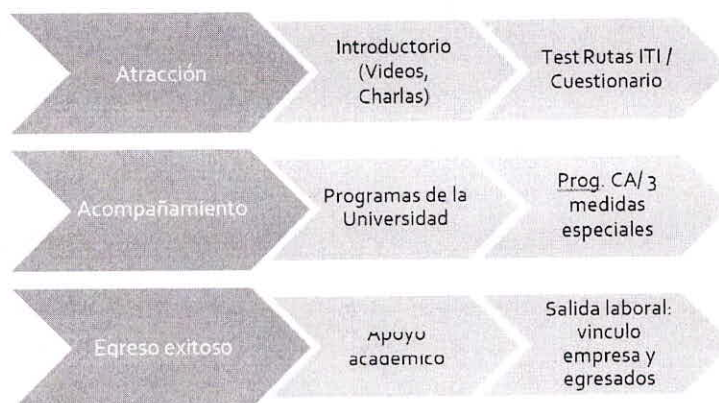 Atracción
Introductorio
(Videos,
Charlas)
Test Rutas ITI /
Cuestionario
Acompañamiento
Programas de la
Universidad
Prog. CA/ 3
medidas
especiales
Egreso exitoso
Apoyo
académico
Salida laboral:
vinculo
empresa y
egresados